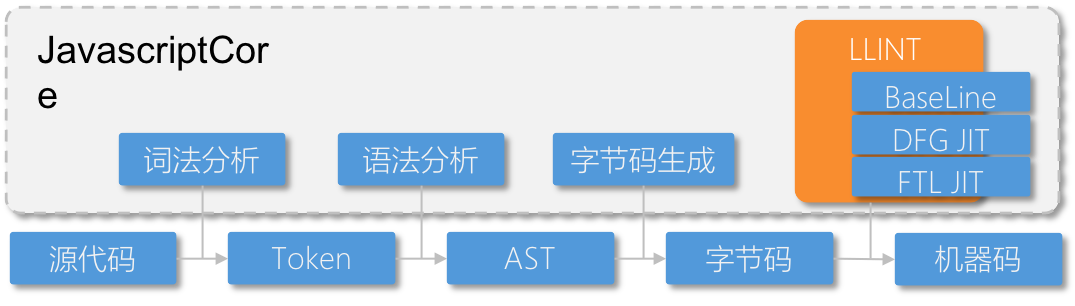 JavascriptCor
e
LLINT
BaseLine
DFG JIT
FTL JIT
词法分析
语法分析
字节码生成
源代码
Token
AST
字节码
机器码